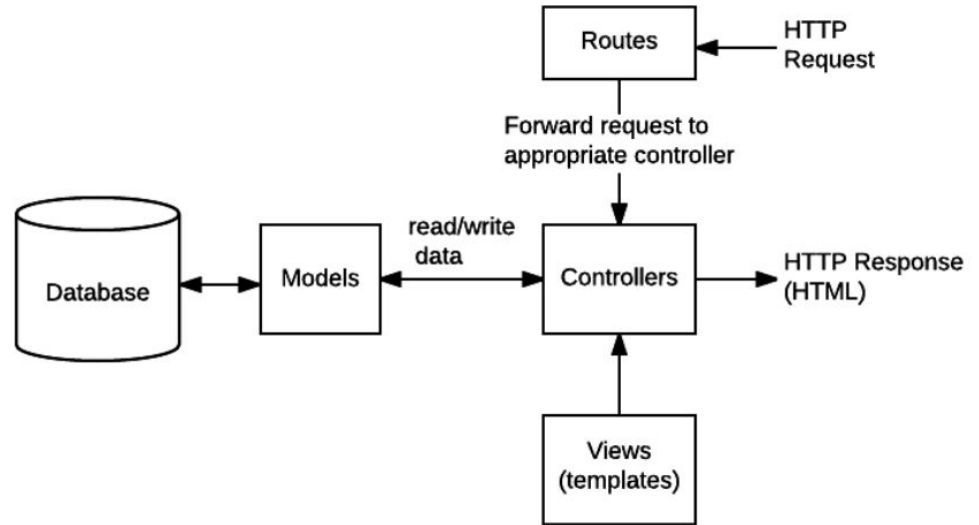 Routes
HTTP
Request
Forward request to
appropriate controller
read/write
data
Database
Models
Controllers
HTTP Response
(HTML)
Views
(templates)